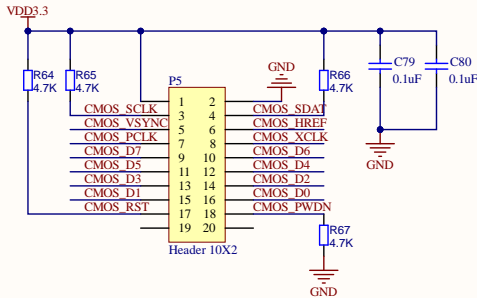 VDD3.3
R64
4.7K
R65
4.7K
P5
GND
R66
4.7K
C79
0.1uF
C80
0.1uF
GND
1 2
CMOS_SCLK 3 4 CMOS_SDAT
CMOS_VSYNC 5 6 CMOS_HREF
CMOS_PCLK 7 8 CMOS_XCLK
CMOS_D7 9 10 CMOS_D6
CMOS_D5 11 12 CMOS_D4
CMOS_D3 13 14 CMOS_D2
CMOS_D1 15 16 CMOS_D0
CMOS_RST 17 18 CMOS_PWDN
19 20
Header 10X2
R67
4.7K
GND